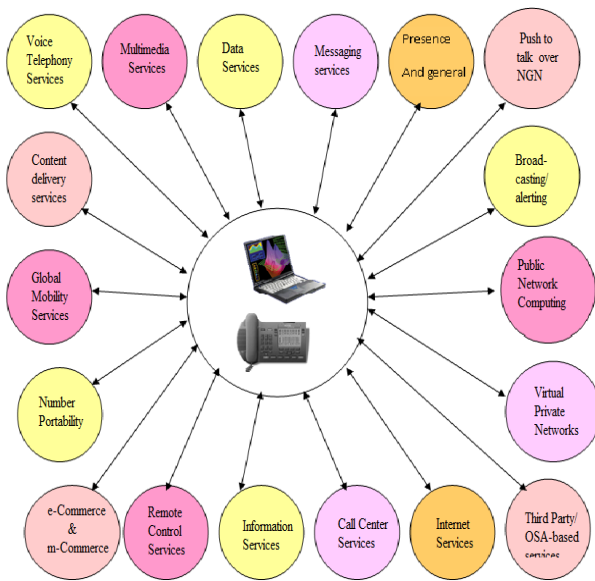 Voice
Telephony
Services
Multimedia
Services
Data
Services
Messaging
services
Presence
And general
Push to
talk over
NGN
Content
delivery
services
Broad-
casting/
alerting
Global
Mobility
Services
Public
Network
Computing
Number
Portability
Virtual
Private
Networks
e-Commerce
&
m-Commerce
Remote
Control
Services
Information
Services
Call Center
Services
Internet
Services
Third Party/
OSA-based
services